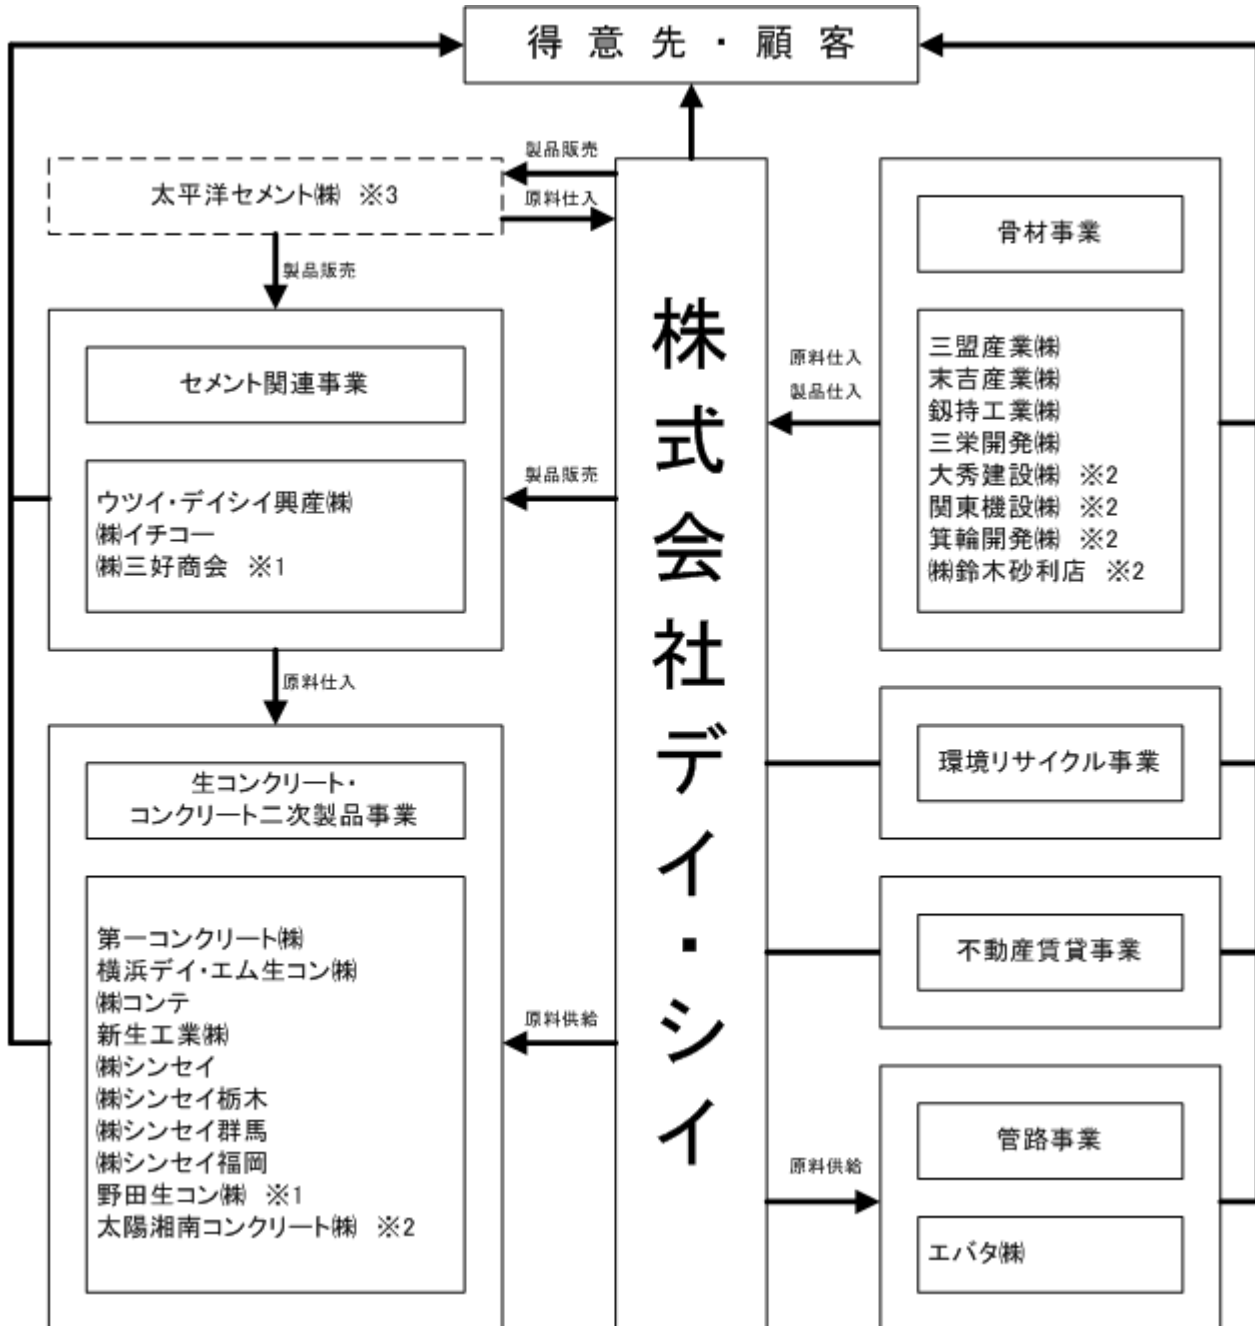 得意先・顧客
太平洋セメント㈱ ※3
製品販売
原料仕入
製品販売
セメント関連事業
ウツイ・デイシイ興産㈱
㈱イチコー
㈱三好商会 ※1
製品販売
原料仕入
生コンクリート・
コンクリート二次製品事業
第一コンクリート㈱
横浜デイ・エム生コン㈱
㈱コンテ
新生工業㈱
㈱シンセイ
㈱シンセイ栃木
㈱シンセイ群馬
㈱シンセイ福岡
野田生コン㈱ ※1
太陽湘南コンクリート㈱ ※2
原料供給
株式会社デイ・シイ
原料仕入
製品仕入
骨材事業
三盟産業㈱
末吉産業㈱
釼持工業㈱
三栄開発㈱
大秀建設㈱ ※2
関東機設㈱ ※2
箕輪開発㈱ ※2
㈱鈴木砂利店 ※2
環境リサイクル事業
不動産賃貸事業
原料供給
管路事業
エバタ㈱